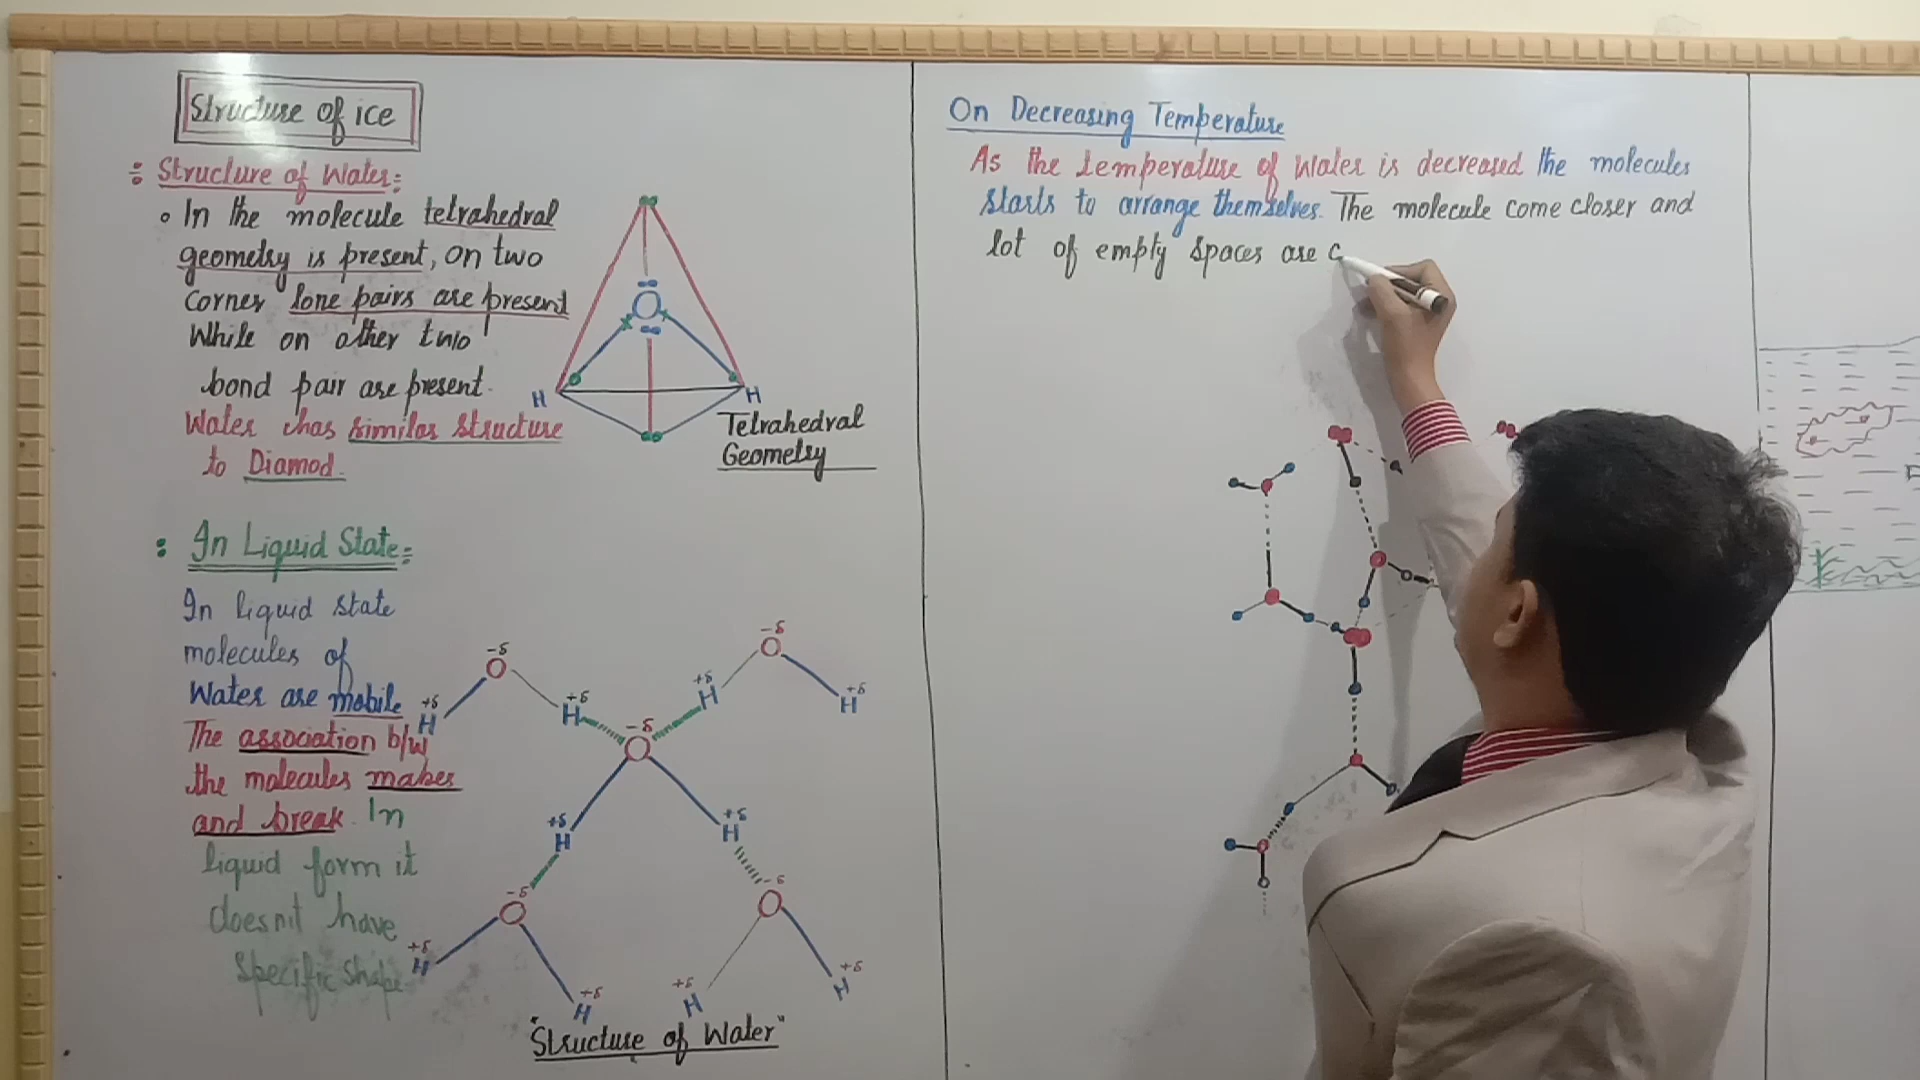 Structure of ice
: Structure of Water:
• In the molecule tetrahedral
geometry is present, on two
corner lone pairs are present
While on other two
bond pair are present.
Water has similar structure
to Diamod.
H
O
H
Tetrahedral
Geometry
: In Liquid State:
In liquid state
molecules of
Water are mobile
The association b/w
the molecules makes
and break. In
liquid form it
doesn't have
specific shape
-δ
O
+δ
H
+δ
H
-δ
O
+δ
H
+δ
H
-δ
O
+δ
H
+δ
H
-δ
O
+δ
H
+δ
H
-δ
O
+δ
H
+δ
H
"Structure of Water"
On Decreasing Temperature
As the temperature of Water is decreased the molecules
starts to arrange themselves. The molecule come closer and
lot of empty spaces are c